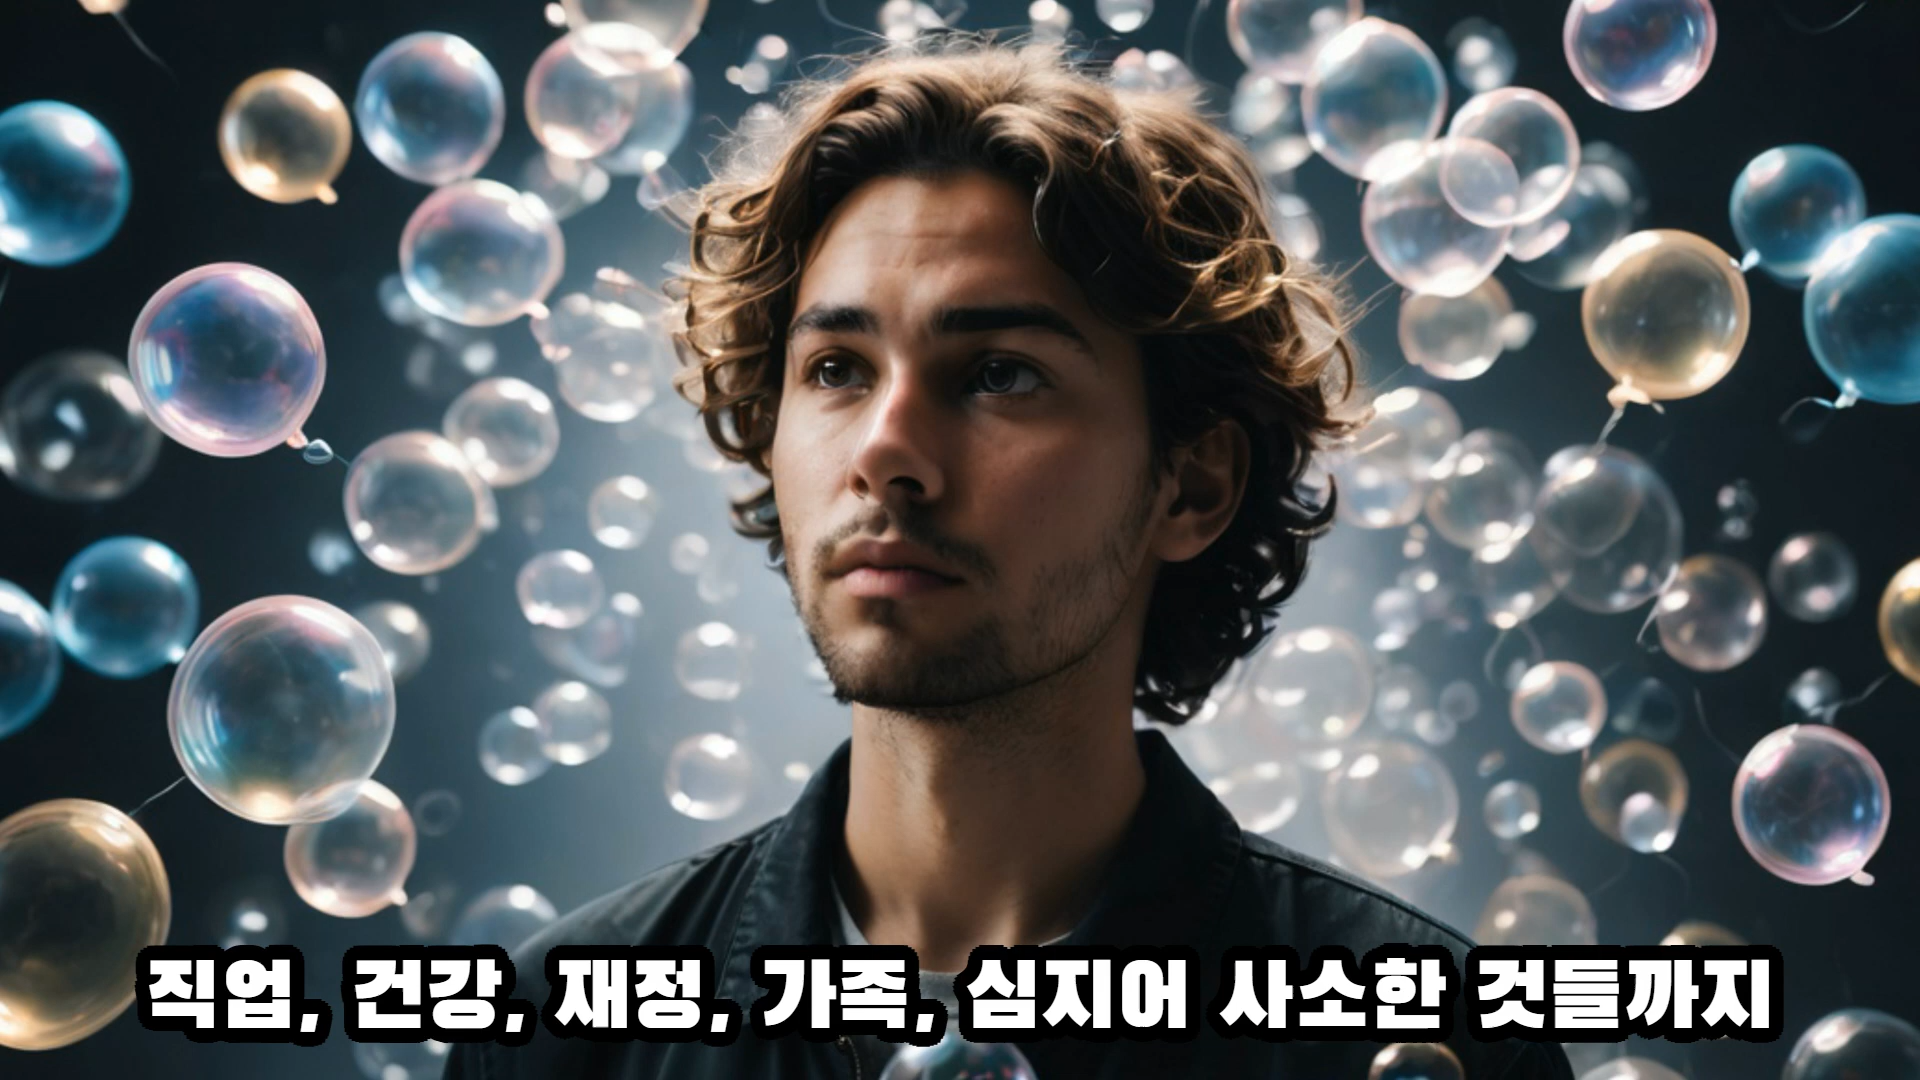 직업, 건강, 재정, 가족, 심지어 사소한 것들까지